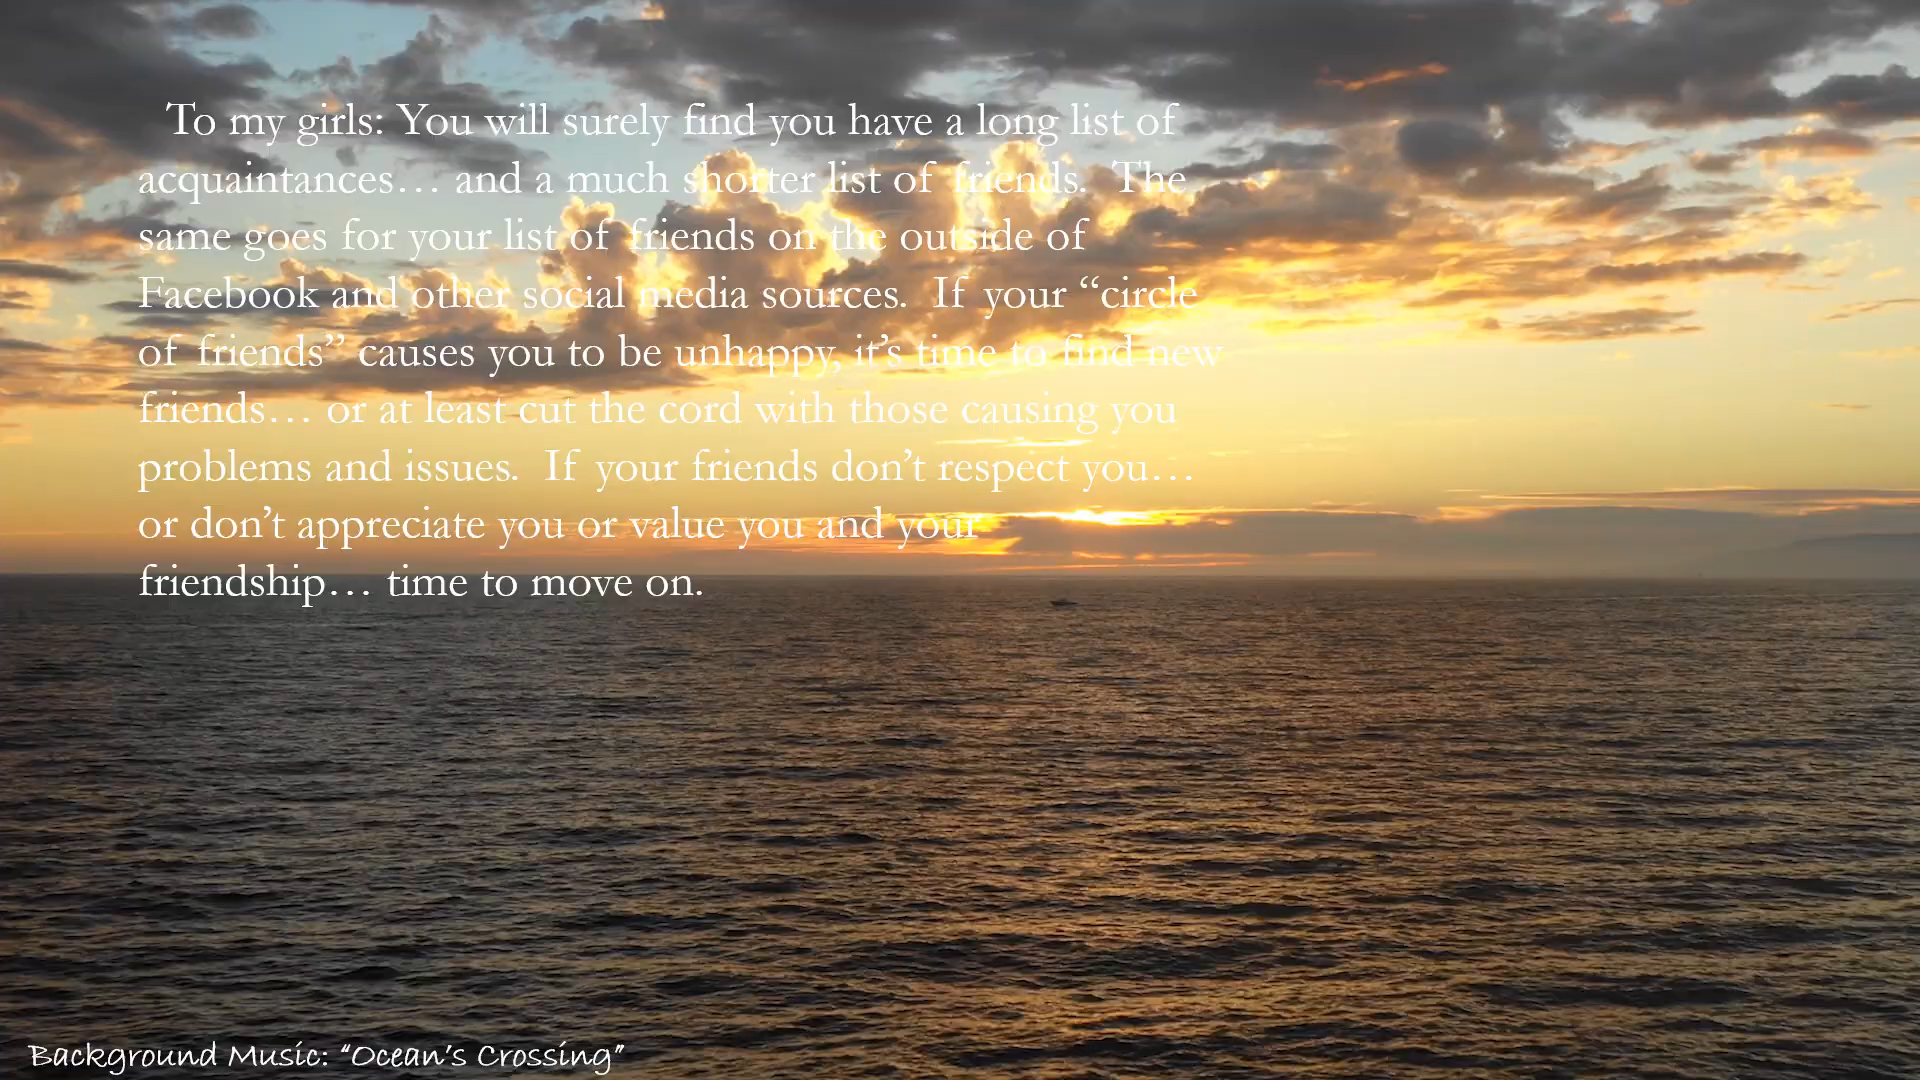 To my girls: You will surely find you have a long list of
acquaintances… and a much shorter list of friends. The
same goes for your list of friends on the outside of
Facebook and other social media sources. If your “circle
of friends” causes you to be unhappy, it’s time to find new
friends… or at least cut the cord with those causing you
problems and issues. If your friends don’t respect you…
or don’t appreciate you or value you and your
friendship… time to move on.
Background Music: “Ocean’s Crossing”